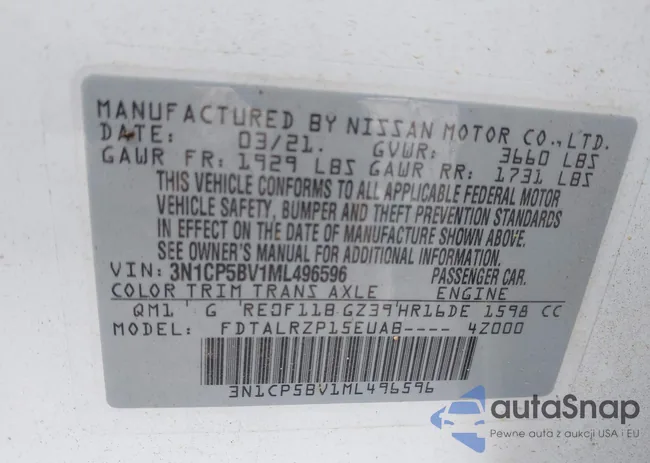 MANUFACTURED BY NISSAN MOTOR CO., LTD.
DATE: 03/21. GVWR: 3660 LBS
GAWR FR: 1929 LBS GAWR RR: 1731 LBS
THIS VEHICLE CONFORMS TO ALL APPLICABLE FEDERAL MOTOR
VEHICLE SAFETY, BUMPER AND THEFT PREVENTION STANDARDS
IN EFFECT ON THE DATE OF MANUFACTURE SHOWN ABOVE.
SEE OWNER'S MANUAL FOR ADDITIONAL INFORMATION.
VIN: 3N1CP5BV1ML496596 PASSENGER CAR.
COLOR TRIM TRANS AXLE ENGINE
QM1 G RE0F11B GZ39 HR16DE 1598 CC
MODEL: FDTALRZP15EUAB---- 4Z000
3N1CP5BV1ML496596
autaSnap
Pewne auta z aukcji USA i EU